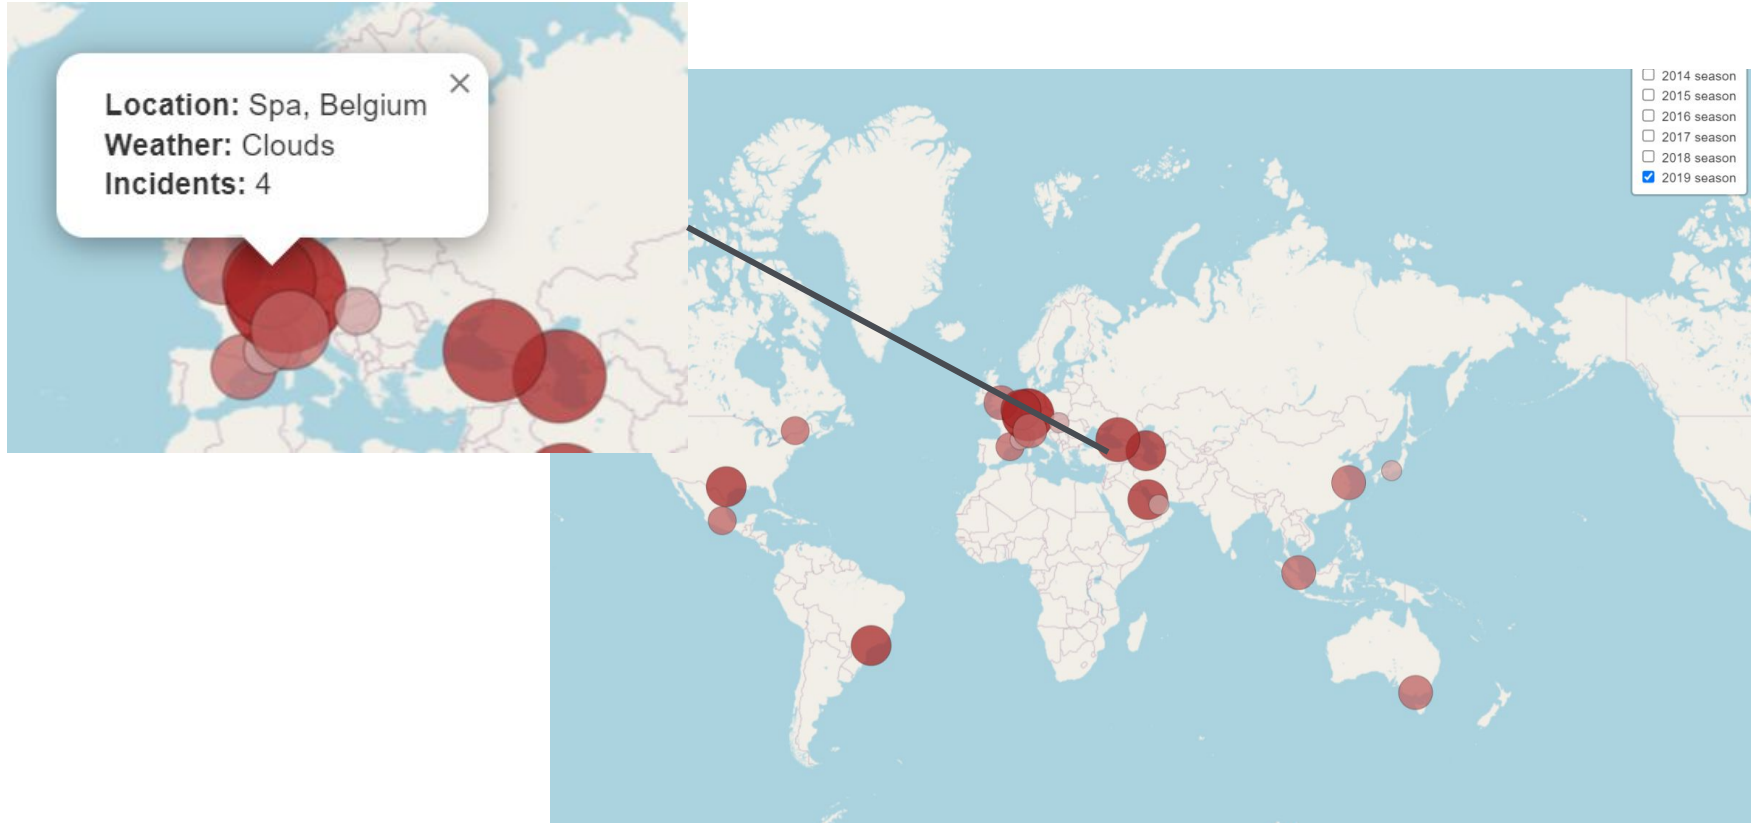 Location: Spa, Belgium
Weather: Clouds
Incidents: 4
2014 season
2015 season
2016 season
2017 season
2018 season
2019 season